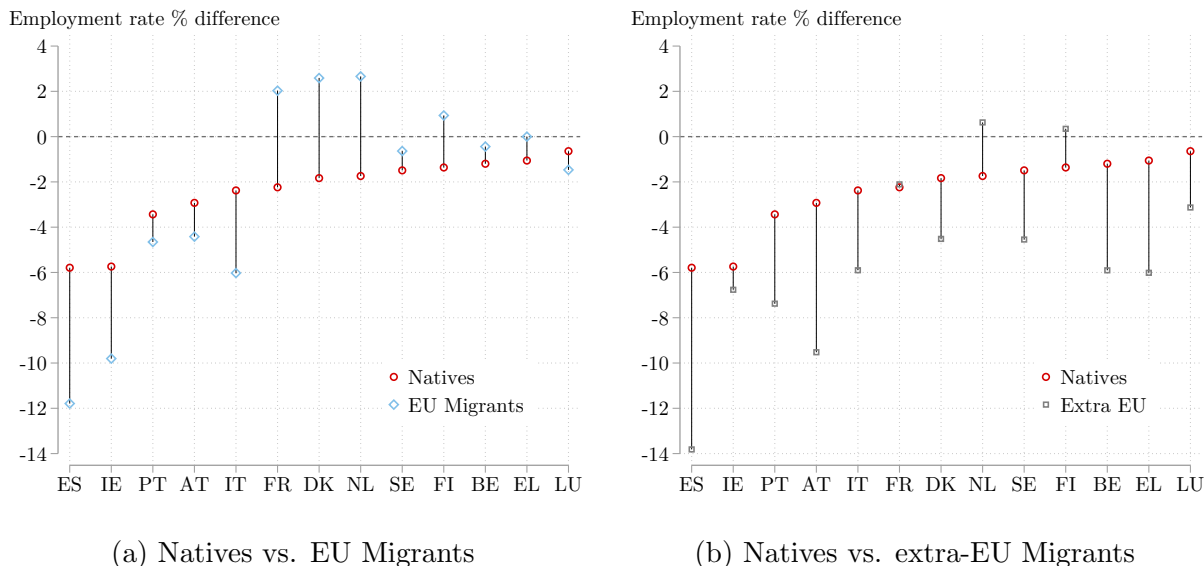 Employment rate % difference
4
2
0
-2
-4
-6
-8
-10
-12
-14
Natives
EU Migrants
ES IE PT AT IT FR DK NL SE FI BE EL LU
(a) Natives vs. EU Migrants
Employment rate % difference
4
2
0
-2
-4
-6
-8
-10
-12
-14
Natives
Extra EU
ES IE PT AT IT FR DK NL SE FI BE EL LU
(b) Natives vs. extra-EU Migrants